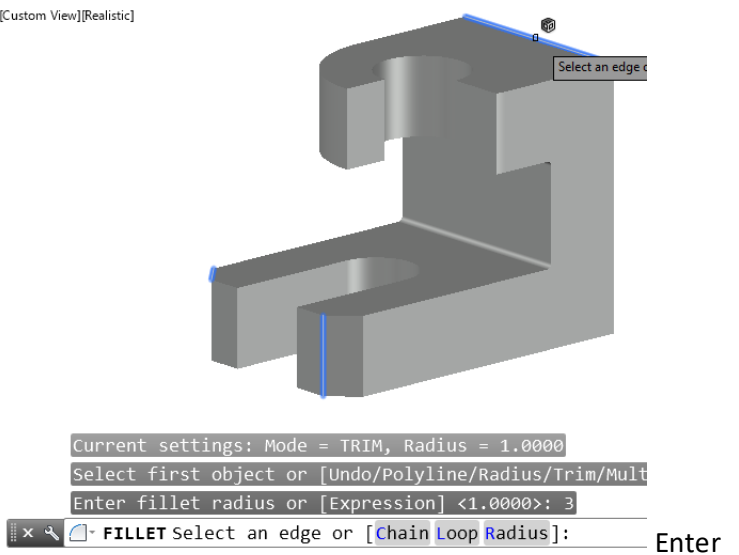 [Custom View][Realistic]
Select an edge
Current settings: Mode = TRIM, Radius = 1.0000
Select first object or [Undo/Polyline/Radius/Trim/Mult
Enter fillet radius or [Expression] <1.0000>: 3
FILLET Select an edge or [Chain Loop Radius]:
Enter